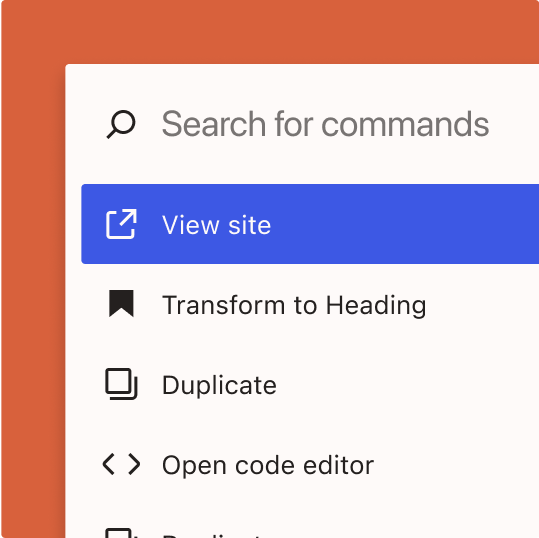 Search for commands
View site
Transform to Heading
Duplicate
Open code editor